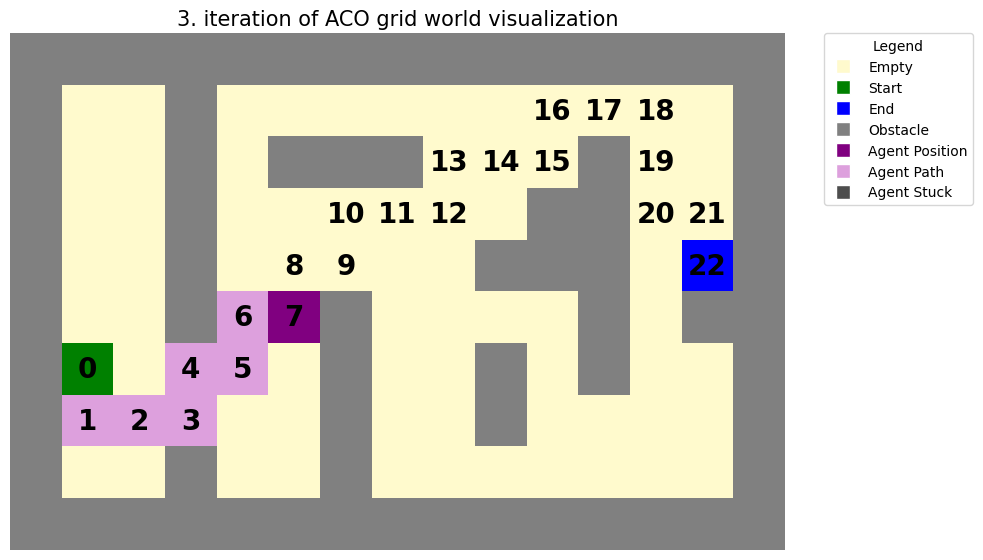 3. iteration of ACO grid world visualization
16 17 18
13 14 15 19
10 11 12 20 21
8 9 22
6 7
0 4 5
1 2 3
Legend
Empty
Start
End
Obstacle
Agent Position
Agent Path
Agent Stuck